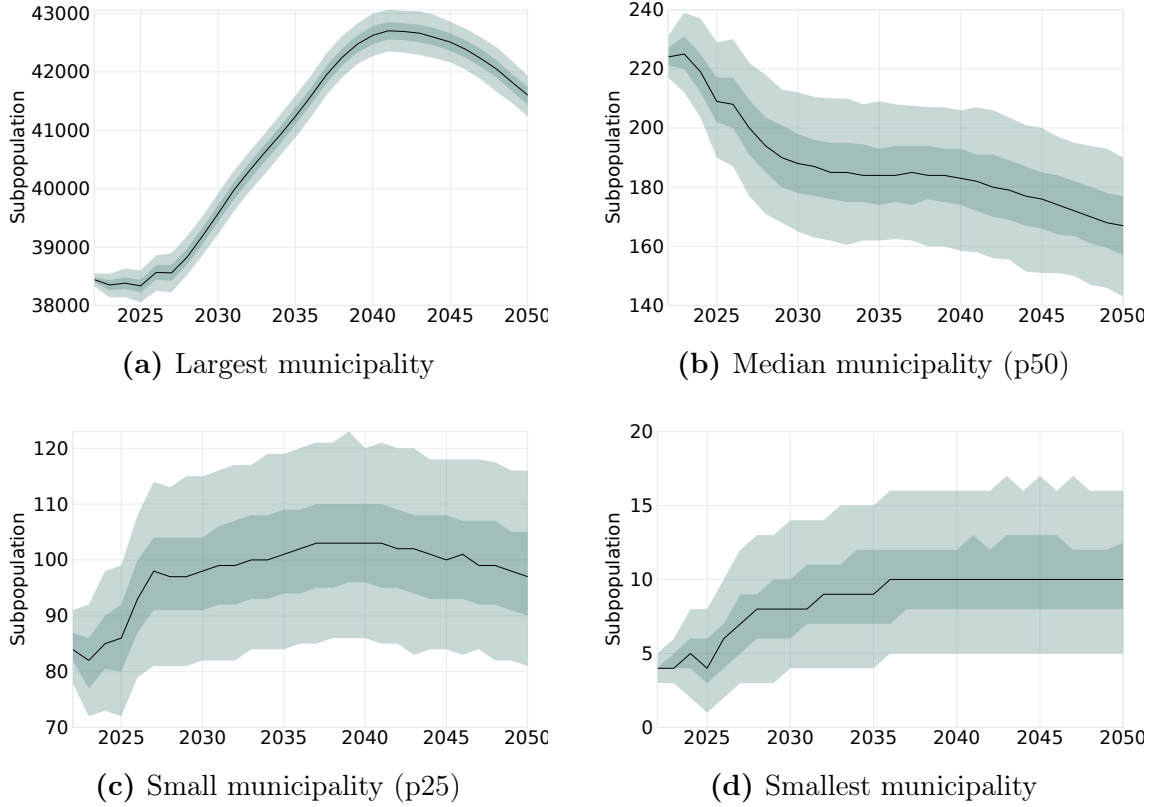 43000
42000
41000
40000
39000
38000
Subpopulation
2025 2030 2035 2040 2045 2050
(a) Largest municipality
240
220
200
180
160
140
Subpopulation
2025 2030 2035 2040 2045 2050
(b) Median municipality (p50)
120
110
100
90
80
70
Subpopulation
2025 2030 2035 2040 2045 2050
(c) Small municipality (p25)
20
15
10
5
0
Subpopulation
2025 2030 2035 2040 2045 2050
(d) Smallest municipality